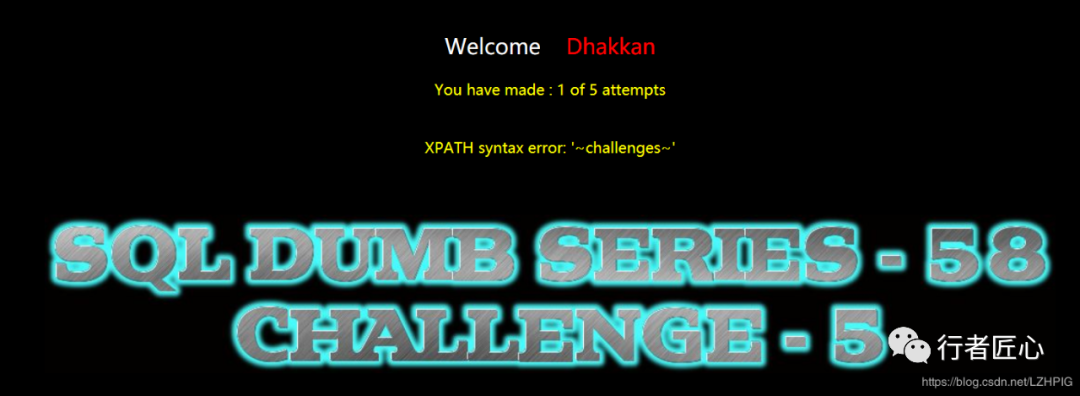 Welcome Dhakkan
You have made : 1 of 5 attempts
XPATH syntax error: '~challenges~'
SQL DUMB SERIES - 58
CHALLENGE - 5
行者匠心
https://blog.csdn.net/LZHPIG